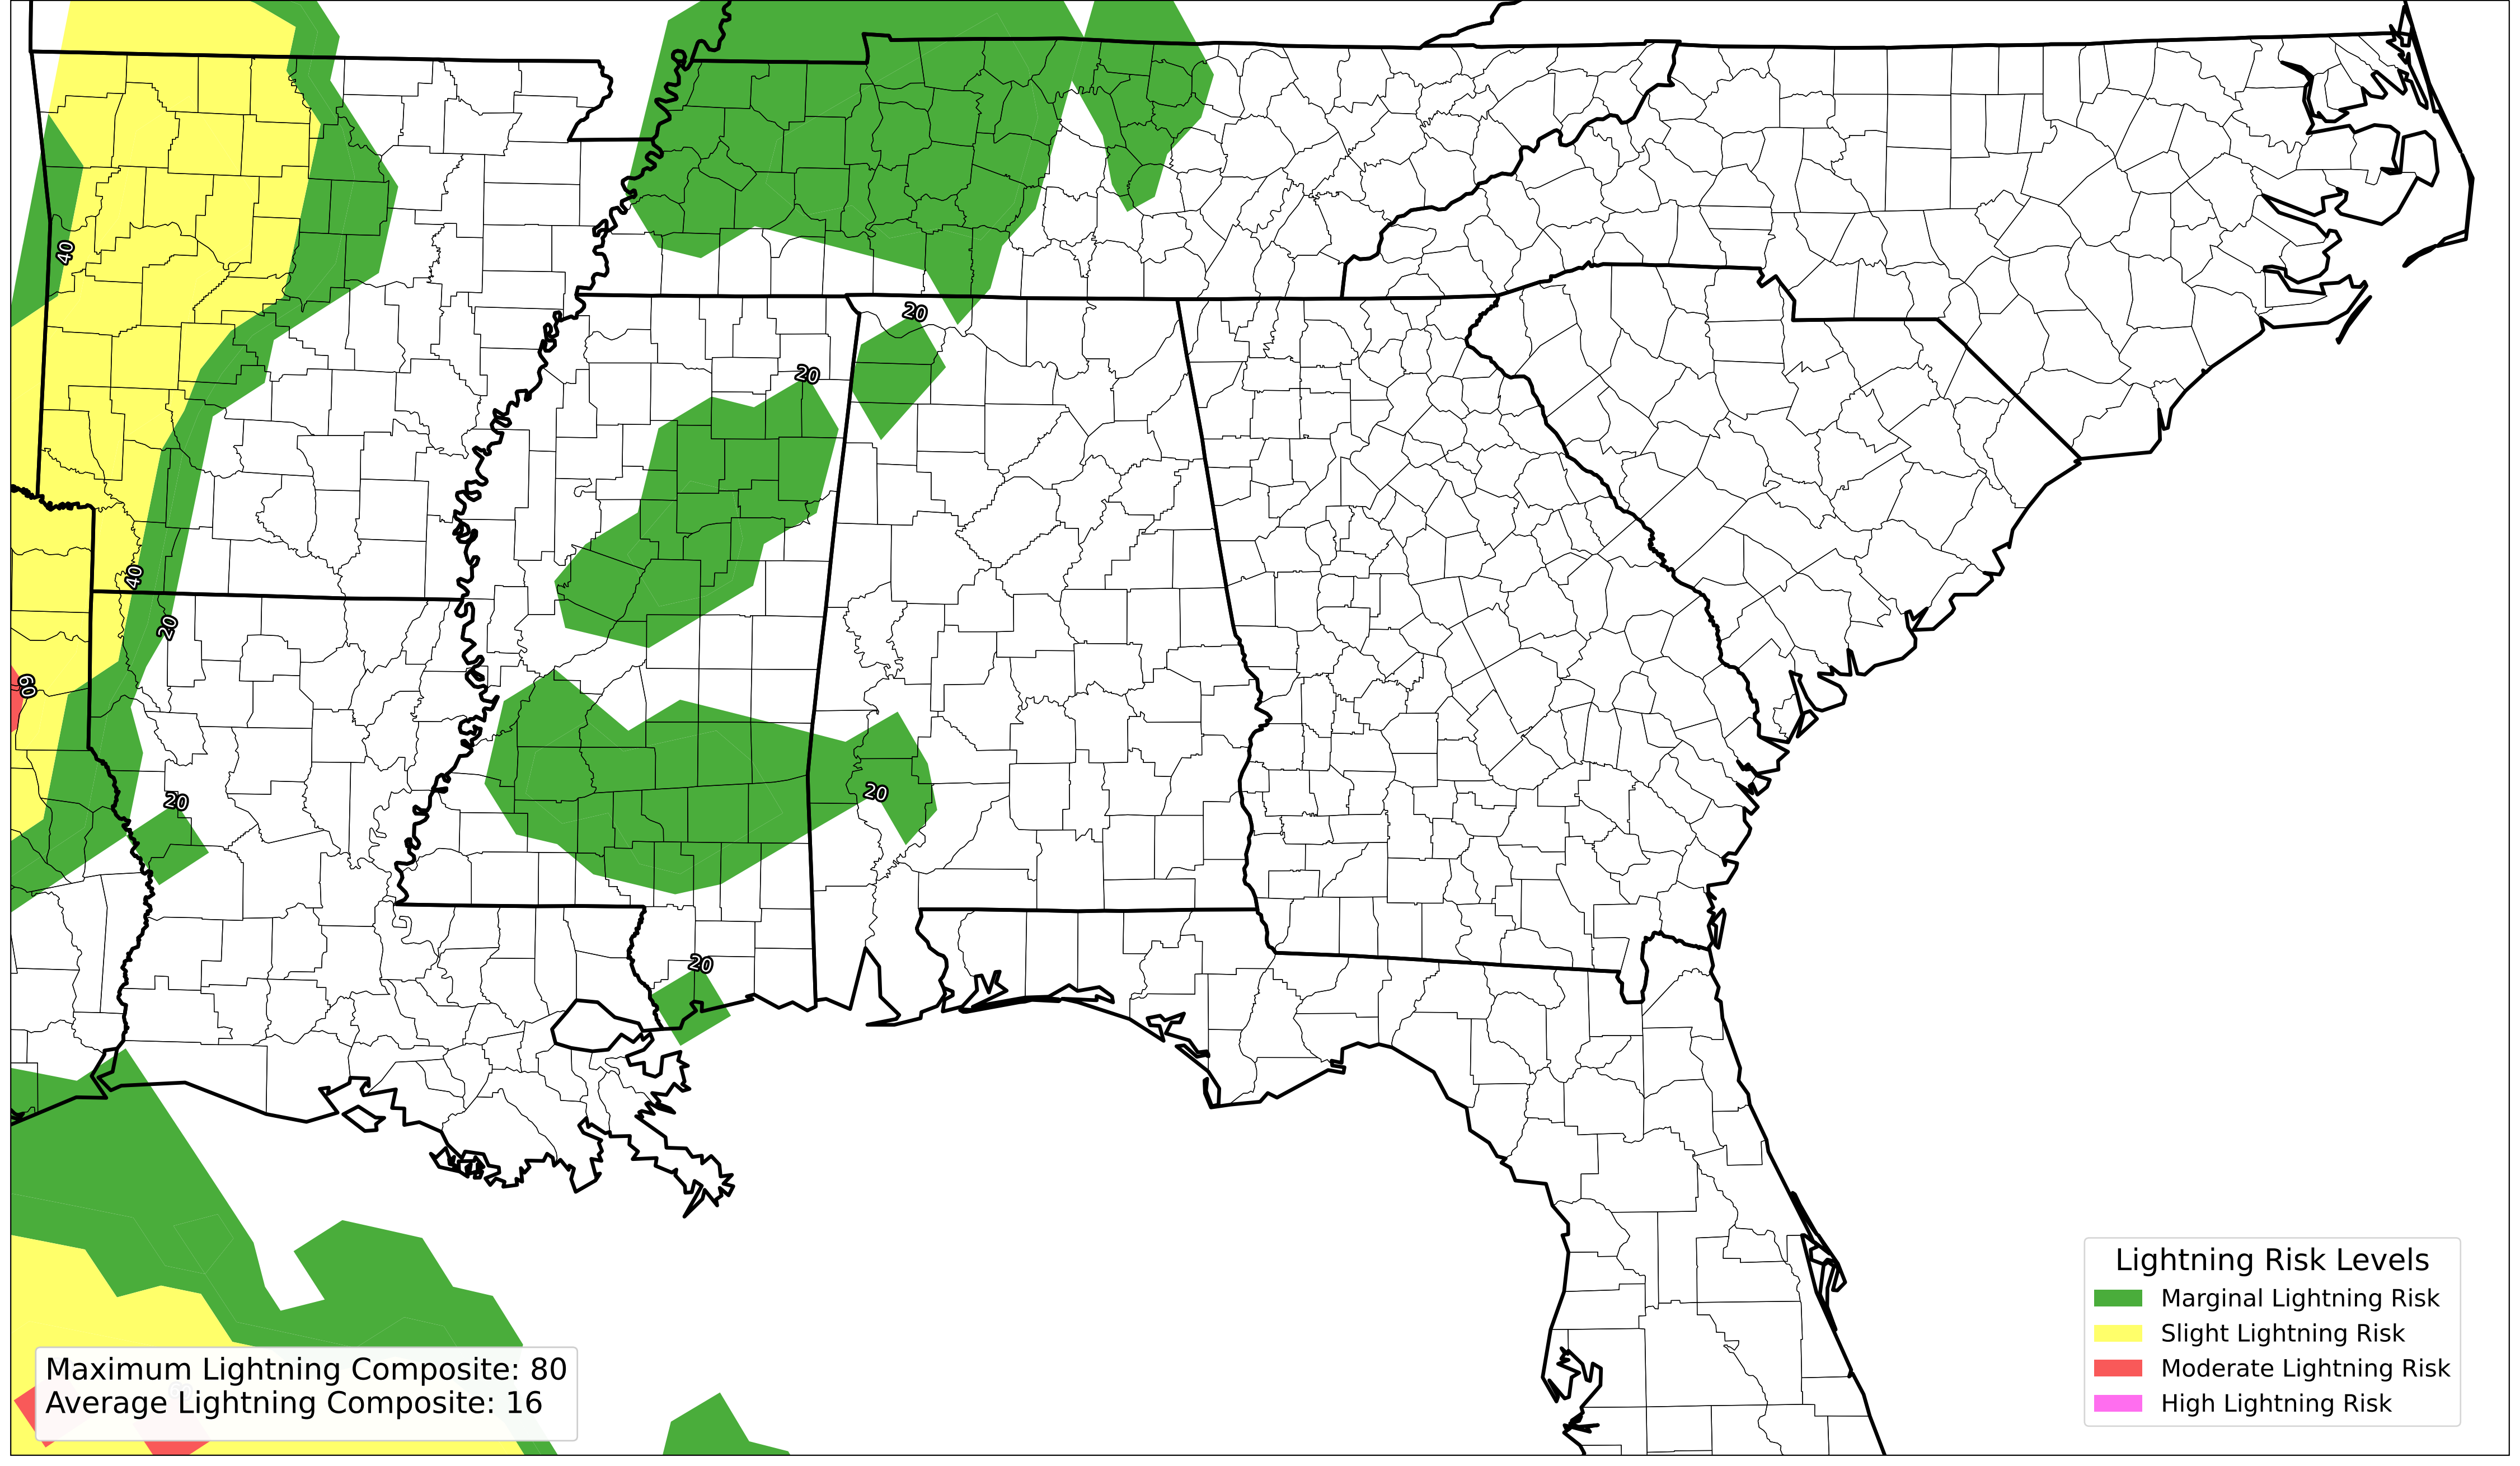 20
40
20
40
20
60
20
20
20
Maximum Lightning Composite: 80
Average Lightning Composite: 16
Lightning Risk Levels
Marginal Lightning Risk
Slight Lightning Risk
Moderate Lightning Risk
High Lightning Risk